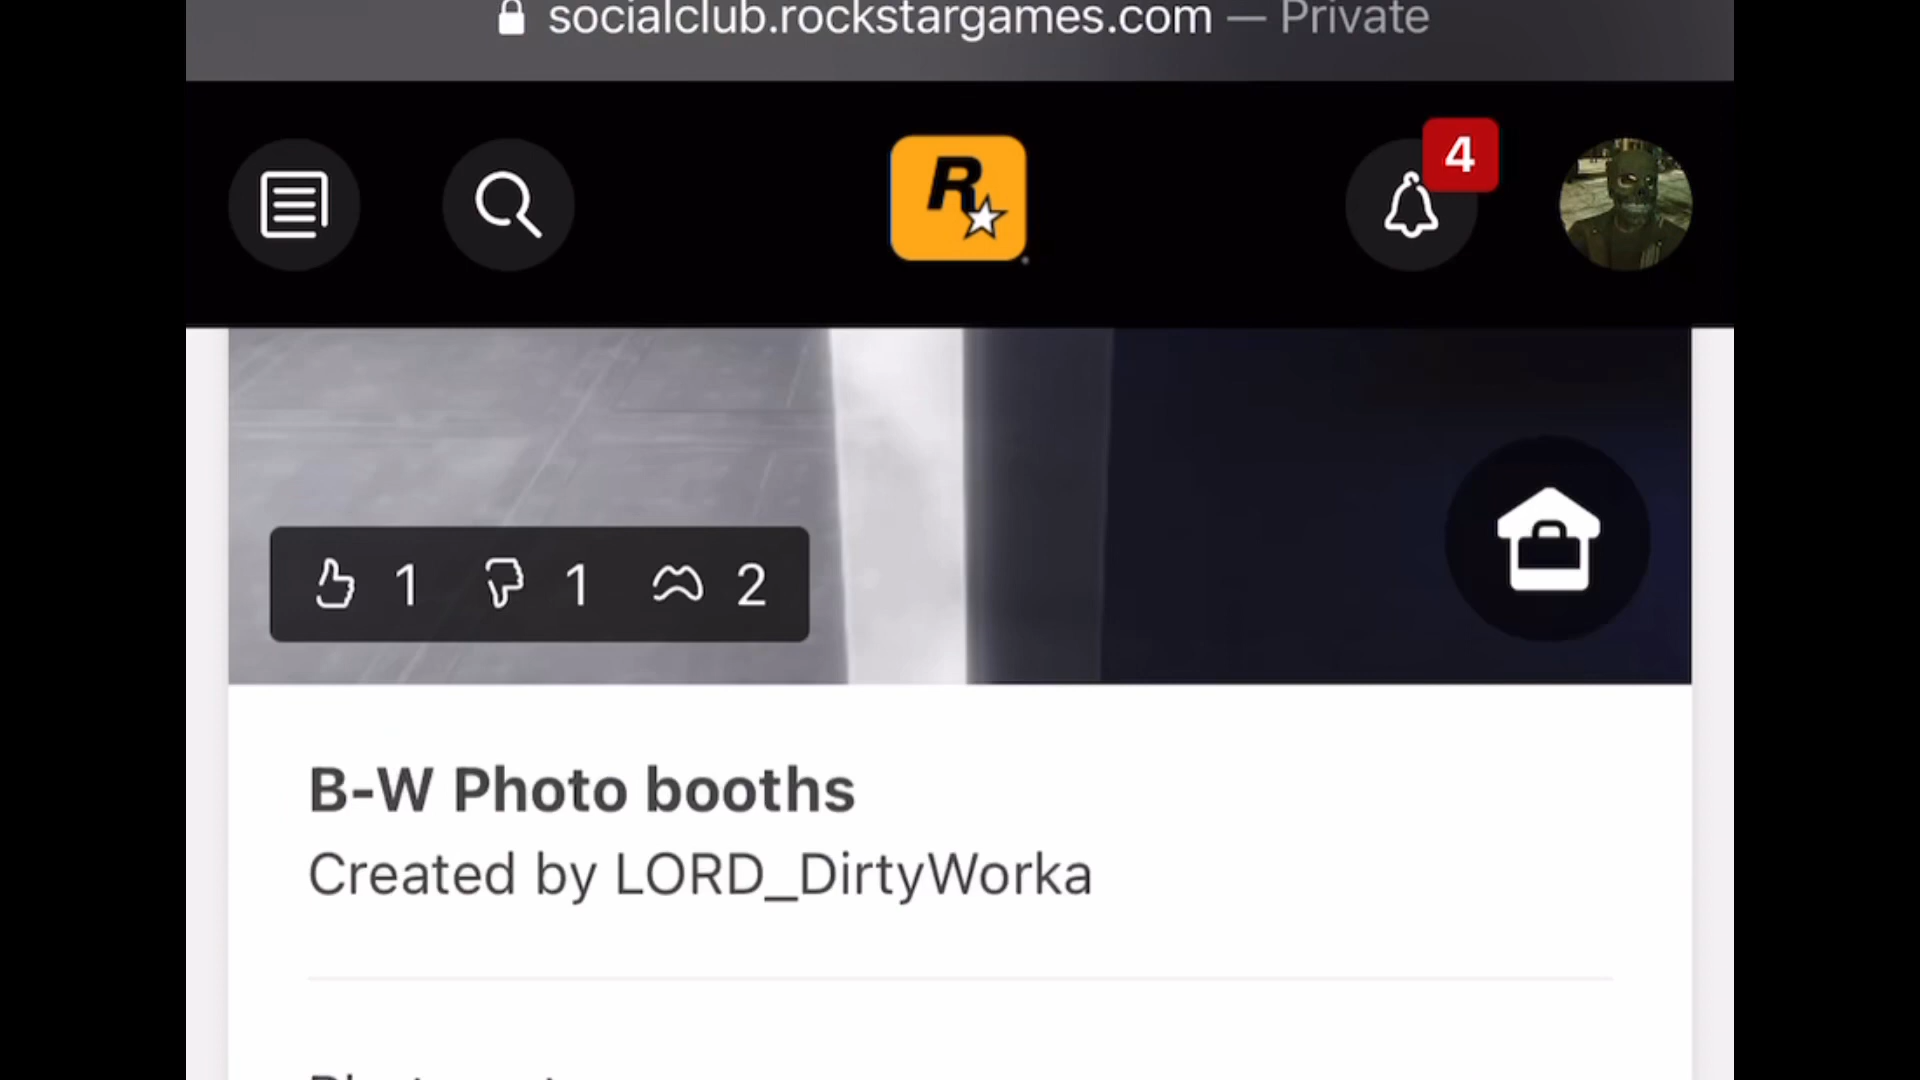 socialclub.rockstargames.com — Private
R
4
1 1 2
B-W Photo booths
Created by LORD_DirtyWorka